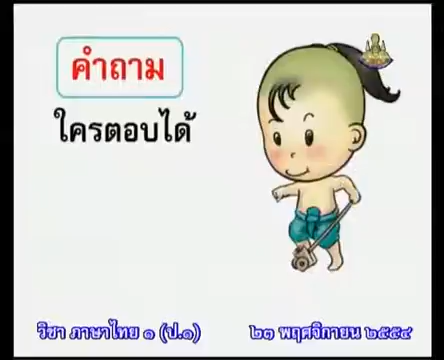 คำถาม
ใครตอบได้
วิชา ภาษาไทย ๑ (ป.๑)
๒๓ พฤศจิกายน ๒๕๕๔